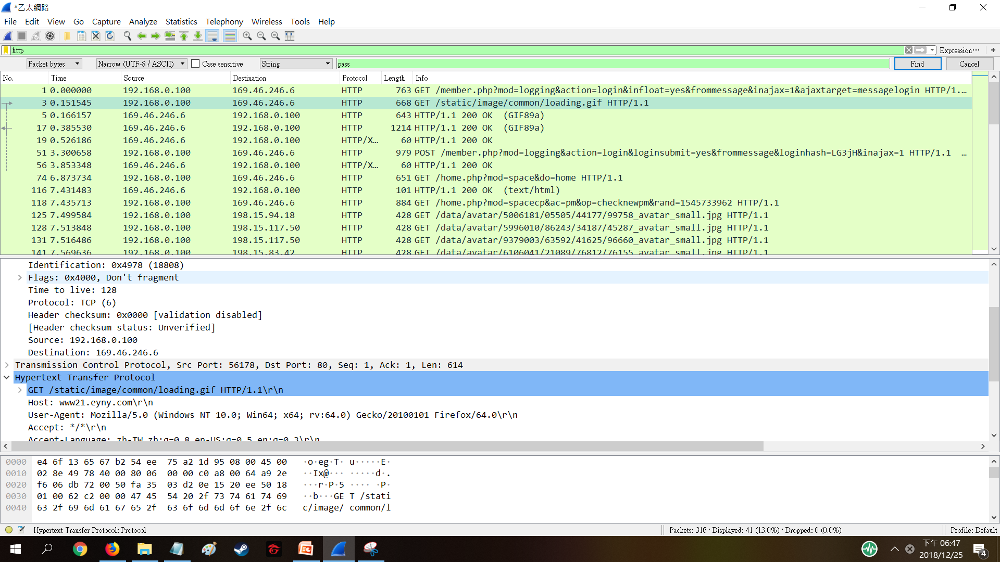 *乙太網路
File Edit View Go Capture Analyze Statistics Telephony Wireless Tools Help
http Expression··· +
Packet bytes Narrow (UTF-8 / ASCII) Case sensitive String pass Find Cancel
No. Time Source Destination Protocol Length Info
1 0.000000 192.168.0.100 169.46.246.6 HTTP 763 GET /member.php?mod=logging&action=login&infloat=yes&frommessage&inajax=1&ajaxtarget=messagelogin HTTP/1.…
3 0.151545 192.168.0.100 169.46.246.6 HTTP 668 GET /static/image/common/loading.gif HTTP/1.1
5 0.166157 169.46.246.6 192.168.0.100 HTTP 643 HTTP/1.1 200 OK  (GIF89a)
17 0.385530 169.46.246.6 192.168.0.100 HTTP 1214 HTTP/1.1 200 OK  (GIF89a)
19 0.526186 169.46.246.6 192.168.0.100 HTTP/X… 60 HTTP/1.1 200 OK
51 3.300658 192.168.0.100 169.46.246.6 HTTP 979 POST /member.php?mod=logging&action=login&loginsubmit=yes&frommessage&loginhash=LG3jH&inajax=1 HTTP/1.1  …
56 3.853348 169.46.246.6 192.168.0.100 HTTP/X… 60 HTTP/1.1 200 OK
74 6.873734 192.168.0.100 169.46.246.6 HTTP 651 GET /home.php?mod=space&do=home HTTP/1.1
116 7.431483 169.46.246.6 192.168.0.100 HTTP 101 HTTP/1.1 200 OK  (text/html)
118 7.435713 192.168.0.100 169.46.246.6 HTTP 884 GET /home.php?mod=spacecp&ac=pm&op=checknewpm&rand=1545733962 HTTP/1.1
125 7.499584 192.168.0.100 198.15.94.18 HTTP 428 GET /data/avatar/5006181/05505/44177/99758_avatar_small.jpg HTTP/1.1
128 7.513848 192.168.0.100 198.15.117.50 HTTP 428 GET /data/avatar/5996010/86243/34187/45287_avatar_small.jpg HTTP/1.1
131 7.516486 192.168.0.100 198.15.117.50 HTTP 428 GET /data/avatar/9379003/63592/41625/96660_avatar_small.jpg HTTP/1.1
141 7.569636 192.168.0.100 198.15.83.42 HTTP 428 GET /data/avatar/6106041/21089/76812/76155_avatar_small.jpg HTTP/1.1
Identification: 0x4978 (18808)
Flags: 0x4000, Don't fragment
Time to live: 128
Protocol: TCP (6)
Header checksum: 0x0000 [validation disabled]
[Header checksum status: Unverified]
Source: 192.168.0.100
Destination: 169.46.246.6
Transmission Control Protocol, Src Port: 56178, Dst Port: 80, Seq: 1, Ack: 1, Len: 614
Hypertext Transfer Protocol
GET /static/image/common/loading.gif HTTP/1.1\r\n
Host: www21.eyny.com\r\n
User-Agent: Mozilla/5.0 (Windows NT 10.0; Win64; x64; rv:64.0) Gecko/20100101 Firefox/64.0\r\n
Accept: */*\r\n
Accept-Language: zh-TW,zh;q=0.8,en-US;q=0.5,en;q=0.3\r\n
0000 e4 6f 13 65 67 b2 54 ee  75 a2 1d 95 08 00 45 00 ·o·eg·T· u·····E·
0010 02 8e 49 78 40 00 80 06  00 00 c0 a8 00 64 a9 2e ··Ix@··· ·····d·.
0020 f6 06 db 72 00 50 fa 35  03 d2 0e 15 20 ee 50 18 ···r·P·5 ···· ·P·
0030 01 00 62 c2 00 00 47 45  54 20 2f 73 74 61 74 69 ··b···GE T /stati
0040 63 2f 69 6d 61 67 65 2f  63 6f 6d 6d 6f 6e 2f 6c c/image/ common/l
Hypertext Transfer Protocol: Protocol Packets: 316 · Displayed: 41 (13.0%) · Dropped: 0 (0.0%) Profile: Default
下午 06:47
2018/12/25
4